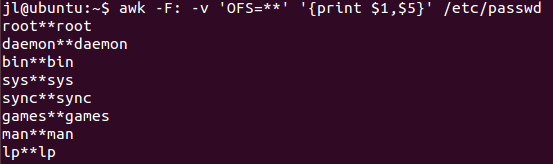 jl@ubuntu:~$ awk -F: -v 'OFS=**' '{print $1,$5}' /etc/passwd
root**root
daemon**daemon
bin**bin
sys**sys
sync**sync
games**games
man**man
lp**lp